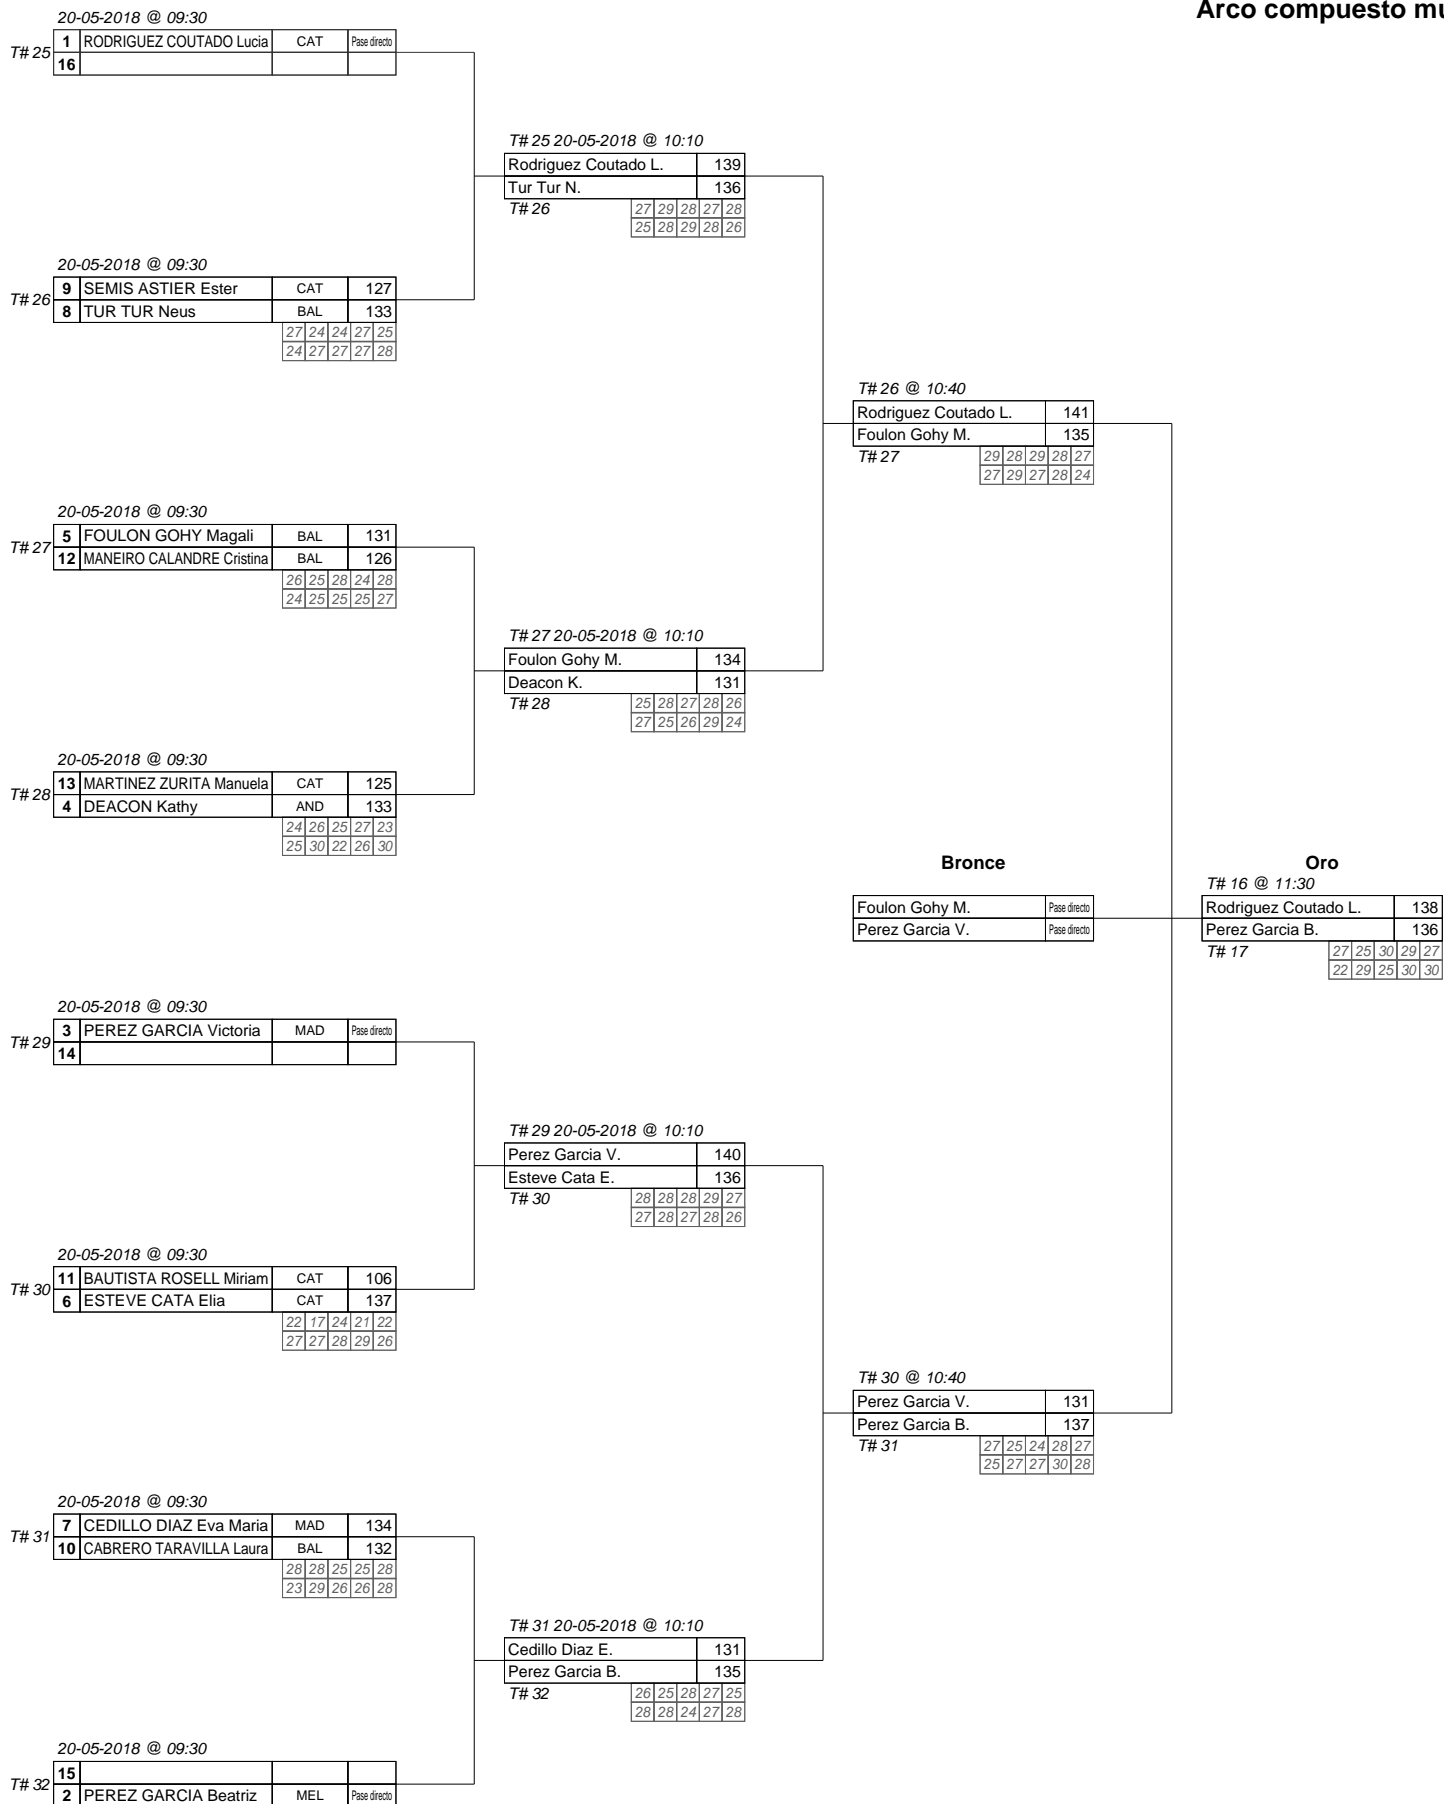 Arco compuesto mu
20-05-2018 @ 09:30
T# 25
1 RODRIGUEZ COUTADO Lucia CAT Pase directo
16
T# 25 20-05-2018 @ 10:10
Rodriguez Coutado L. 139
Tur Tur N. 136
T# 26 27 29 28 27 28
25 28 29 28 26
20-05-2018 @ 09:30
T# 26
9 SEMIS ASTIER Ester CAT 127
8 TUR TUR Neus BAL 133
27 24 24 27 25
24 27 27 27 28
T# 26 @ 10:40
Rodriguez Coutado L. 141
Foulon Gohy M. 135
T# 27 29 28 29 28 27
27 29 27 28 24
20-05-2018 @ 09:30
T# 27
5 FOULON GOHY Magali BAL 131
12 MANEIRO CALANDRE Cristina BAL 126
26 25 28 24 28
24 25 25 25 27
T# 27 20-05-2018 @ 10:10
Foulon Gohy M. 134
Deacon K. 131
T# 28 25 28 27 28 26
27 25 26 29 24
20-05-2018 @ 09:30
T# 28
13 MARTINEZ ZURITA Manuela CAT 125
4 DEACON Kathy AND 133
24 26 25 27 23
25 30 22 26 30
Bronce
Foulon Gohy M. Pase directo
Perez Garcia V. Pase directo
Oro
T# 16 @ 11:30
Rodriguez Coutado L. 138
Perez Garcia B. 136
T# 17 27 25 30 29 27
22 29 25 30 30
20-05-2018 @ 09:30
T# 29
3 PEREZ GARCIA Victoria MAD Pase directo
14
T# 29 20-05-2018 @ 10:10
Perez Garcia V. 140
Esteve Cata E. 136
T# 30 28 28 28 29 27
27 28 27 28 26
20-05-2018 @ 09:30
T# 30
11 BAUTISTA ROSELL Miriam CAT 106
6 ESTEVE CATA Elia CAT 137
22 17 24 21 22
27 27 28 29 26
T# 30 @ 10:40
Perez Garcia V. 131
Perez Garcia B. 137
T# 31 27 25 24 28 27
25 27 27 30 28
20-05-2018 @ 09:30
T# 31
7 CEDILLO DIAZ Eva Maria MAD 134
10 CABRERO TARAVILLA Laura BAL 132
28 28 25 25 28
23 29 26 26 28
T# 31 20-05-2018 @ 10:10
Cedillo Diaz E. 131
Perez Garcia B. 135
T# 32 26 25 28 27 25
28 28 24 27 28
20-05-2018 @ 09:30
T# 32
15
2 PEREZ GARCIA Beatriz MEL Pase directo